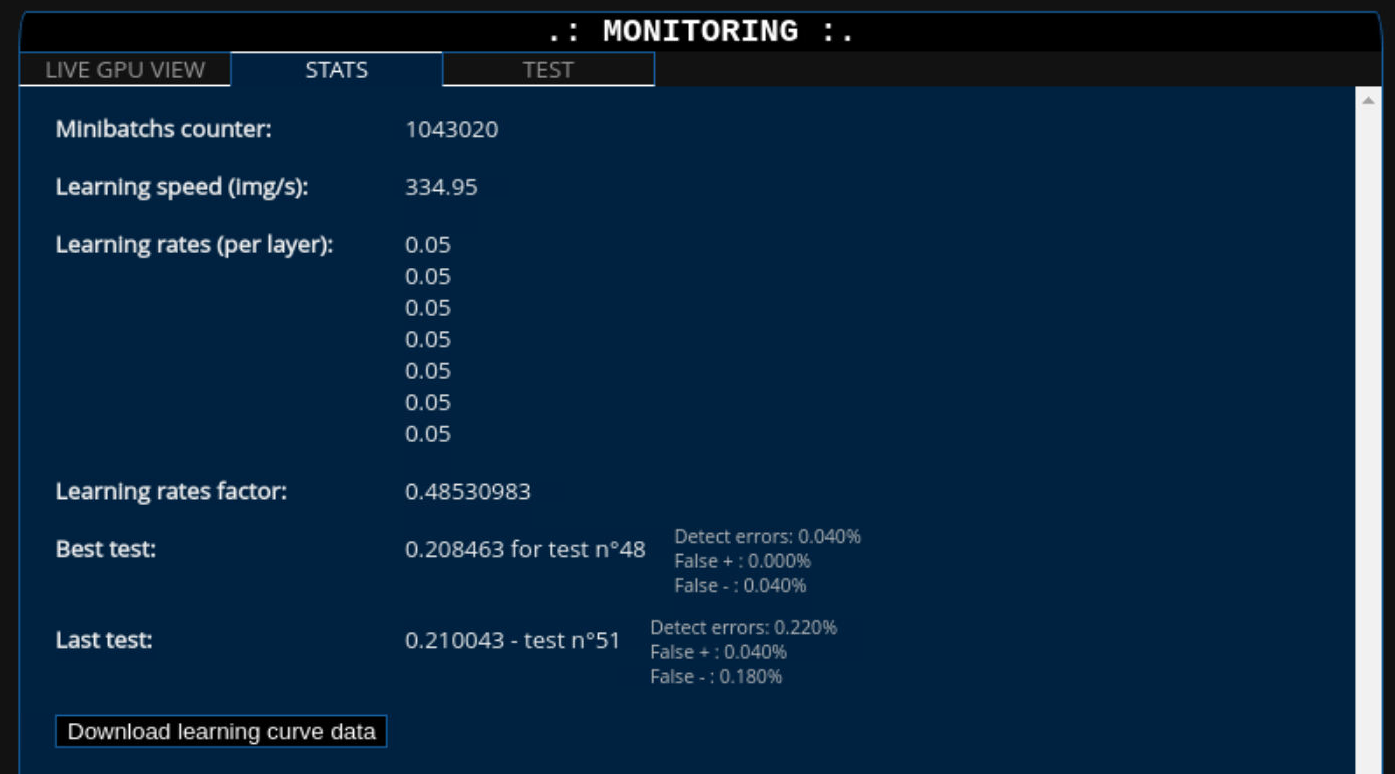 .: MONITORING :.
LIVE GPU VIEW STATS TEST
Minibatchs counter: 1043020
Learning speed (img/s): 334.95
Learning rates (per layer): 0.05
0.05
0.05
0.05
0.05
0.05
0.05
Learning rates factor: 0.48530983
Best test: 0.208463 for test n°48
Detect errors: 0.040%
False + : 0.000%
False - : 0.040%
Last test: 0.210043 - test n°51
Detect errors: 0.220%
False + : 0.040%
False - : 0.180%
Download learning curve data